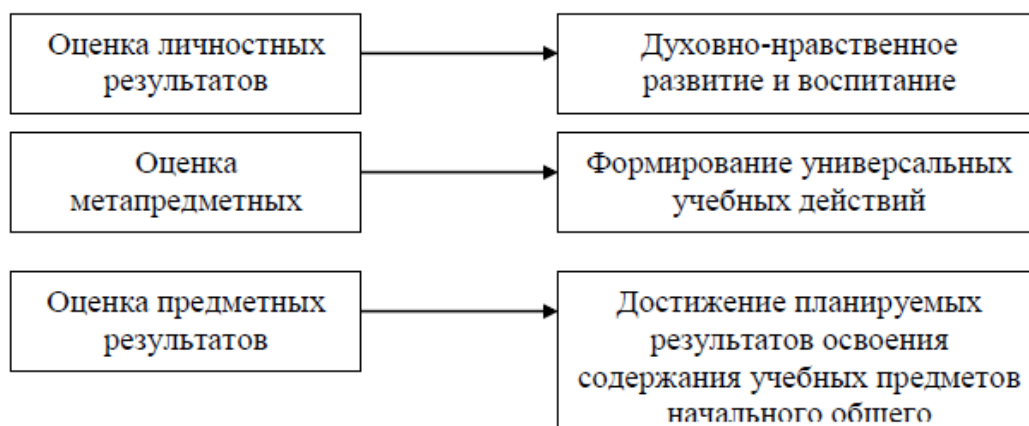 Оценка личностных
результатов
Духовно-нравственное
развитие и воспитание
Оценка
метапредметных
Формирование универсальных
учебных действий
Оценка предметных
результатов
Достижение планируемых
результатов освоения
содержания учебных предметов
начального общего